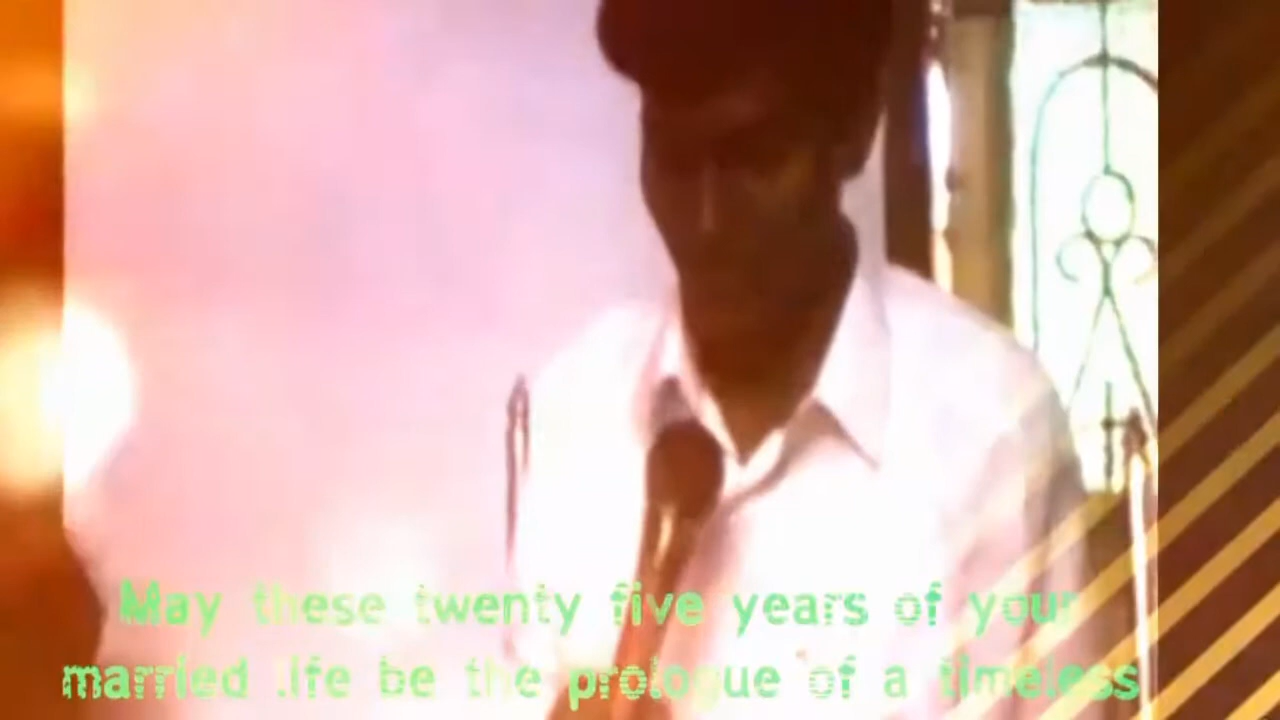 May these twenty five years of your
married life be the prologue of a timeless